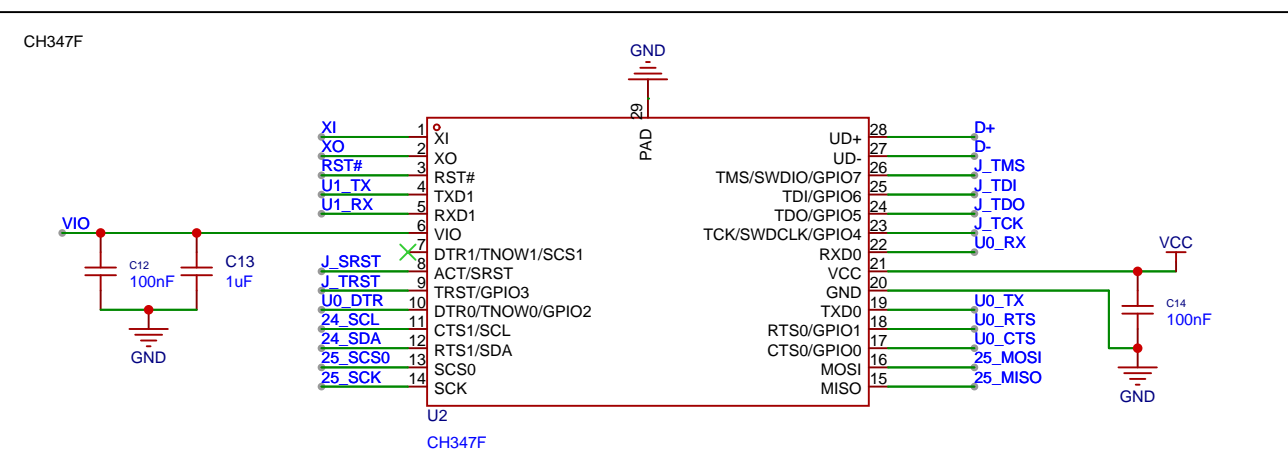 CH347F
GND
29
PAD
XI 1 XI
XO 2 XO
RST# 3 RST#
U1_TX 4 TXD1
U1_RX 5 RXD1
VIO 6 VIO
7 DTR1/TNOW1/SCS1
J_SRST 8 ACT/SRST
J_TRST 9 TRST/GPIO3
U0_DTR 10 DTR0/TNOW0/GPIO2
24_SCL 11 CTS1/SCL
24_SDA 12 RTS1/SDA
25_SCS0 13 SCS0
25_SCK 14 SCK
UD+ 28 D+
UD- 27 D-
TMS/SWDIO/GPIO7 26 J_TMS
TDI/GPIO6 25 J_TDI
TDO/GPIO5 24 J_TDO
TCK/SWDCLK/GPIO4 23 J_TCK
RXD0 22 U0_RX
VCC 21 VCC
GND 20
TXD0 19 U0_TX
RTS0/GPIO1 18 U0_RTS
CTS0/GPIO0 17 U0_CTS
MOSI 16 25_MOSI
MISO 15 25_MISO
C12
100nF
C13
1uF
GND
C14
100nF
GND
U2
CH347F